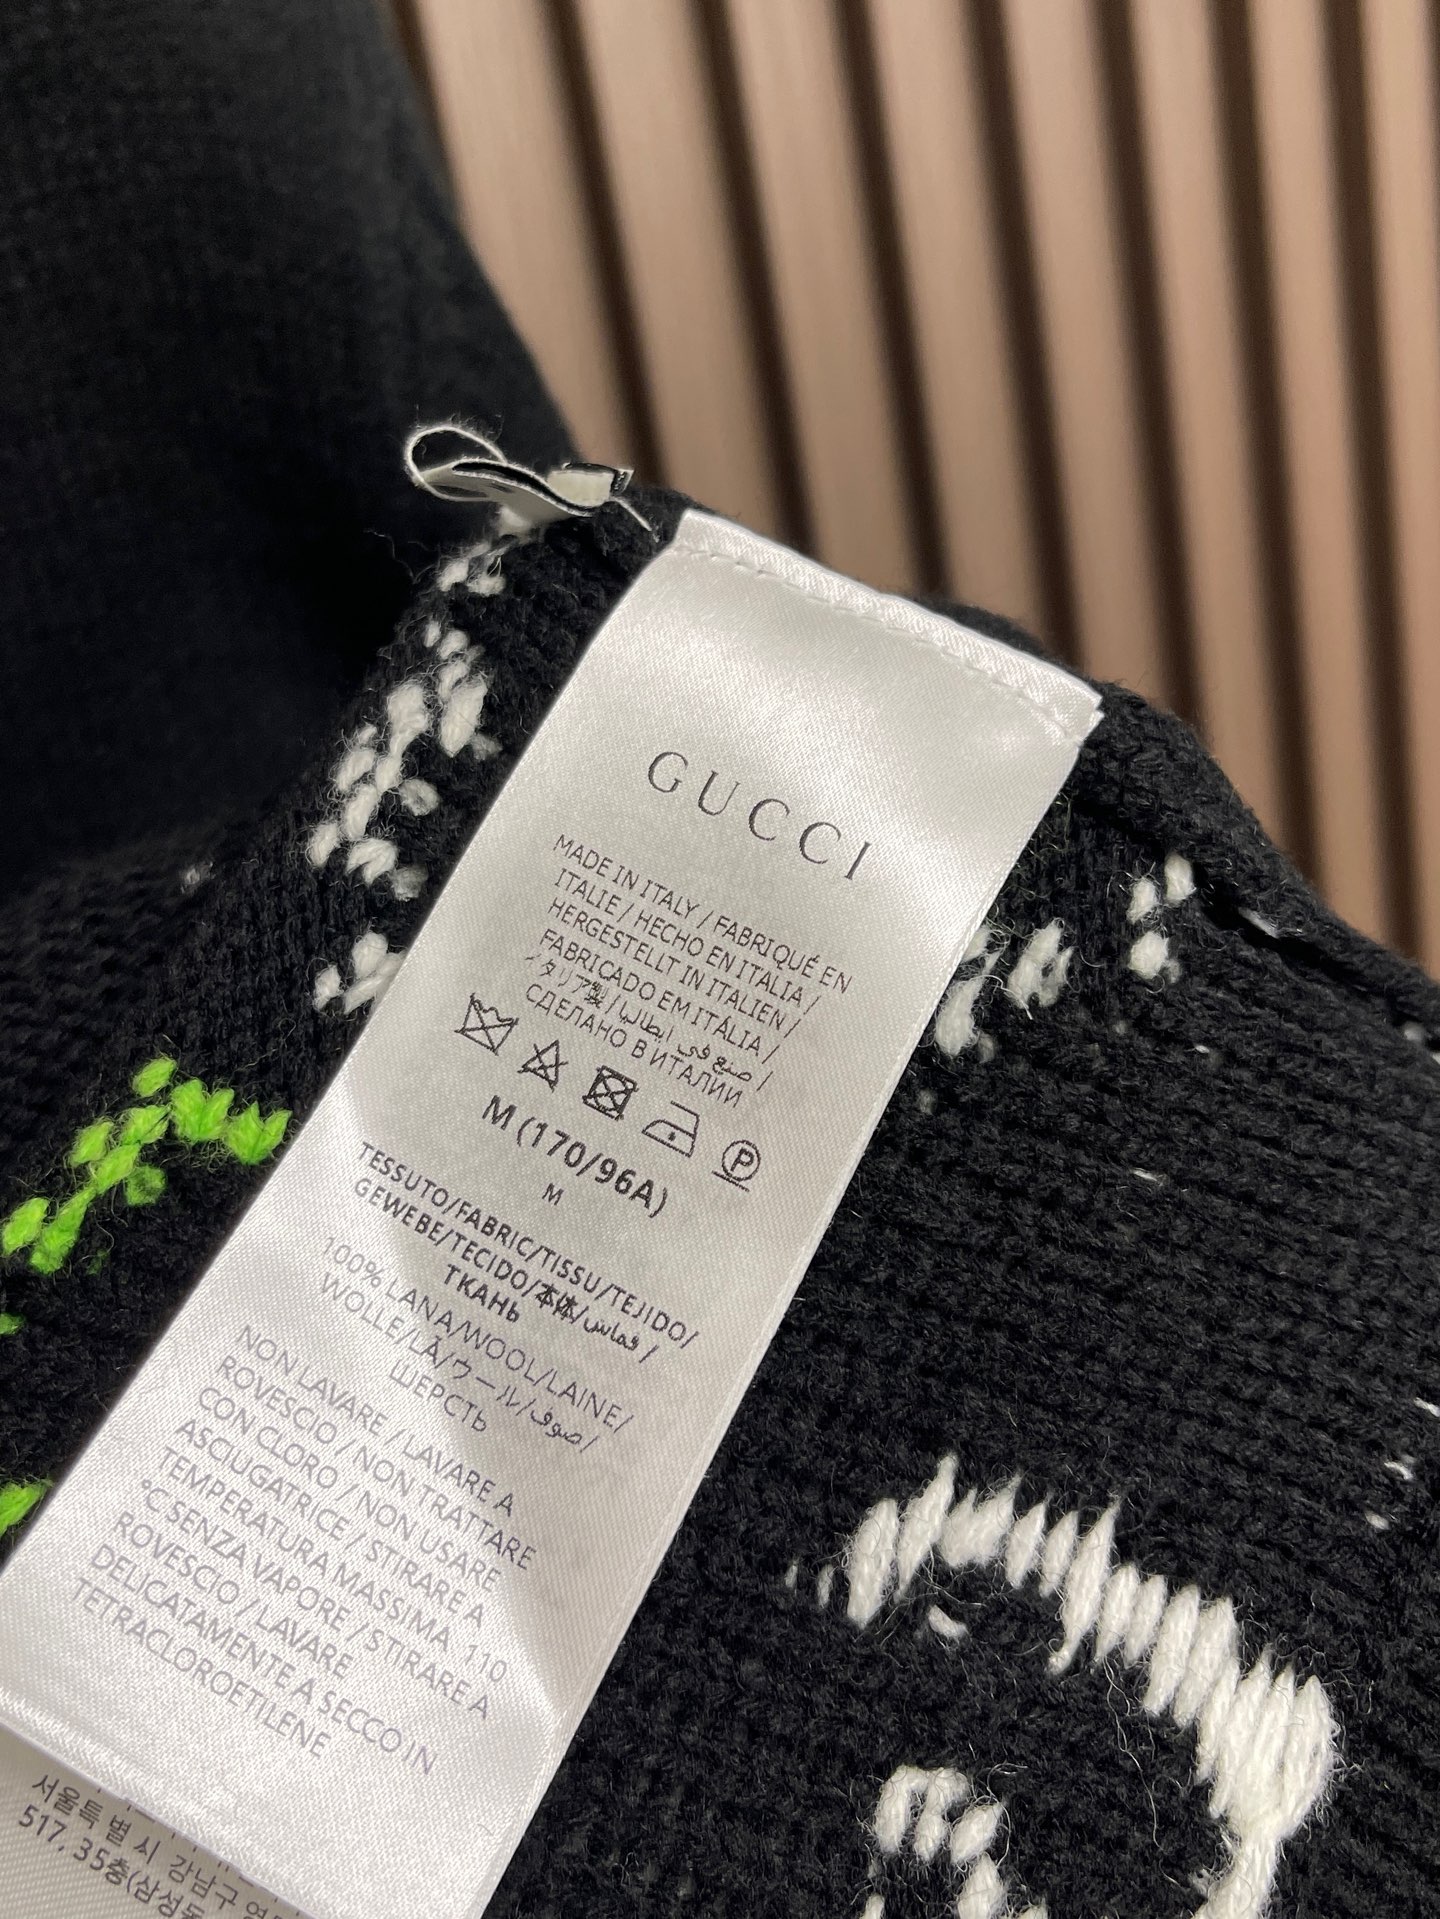 GUCCI
MADE IN ITALY / FABRIQUÉ EN
ITALIE / HECHO EN ITALIA /
HERGESTELLT IN ITALIEN /
FABRICADO EM ITÁLIA /
イタリア製 / صنع في ايطاليا /
СДЕЛАНО В ИТАЛИИ
P
M (170/96A)
M
TESSUTO/FABRIC/TISSU/TEJIDO/
GEWEBE/TECIDO/本体/قماش /
ТКАНЬ
100% LANA/WOOL/LAINE/
WOLLE/LÃ/ウール/صوف /
ШЕРСТЬ
NON LAVARE / LAVARE A
ROVESCIO / NON TRATTARE
CON CLORO / NON USARE
ASCIUGATRICE / STIRARE A
TEMPERATURA MASSIMA 110
°C SENZA VAPORE / STIRARE A
ROVESCIO / LAVARE
DELICATAMENTE A SECCO IN
TETRACLOROETILENE
서울특별시 강남구
517, 35층(삼성동